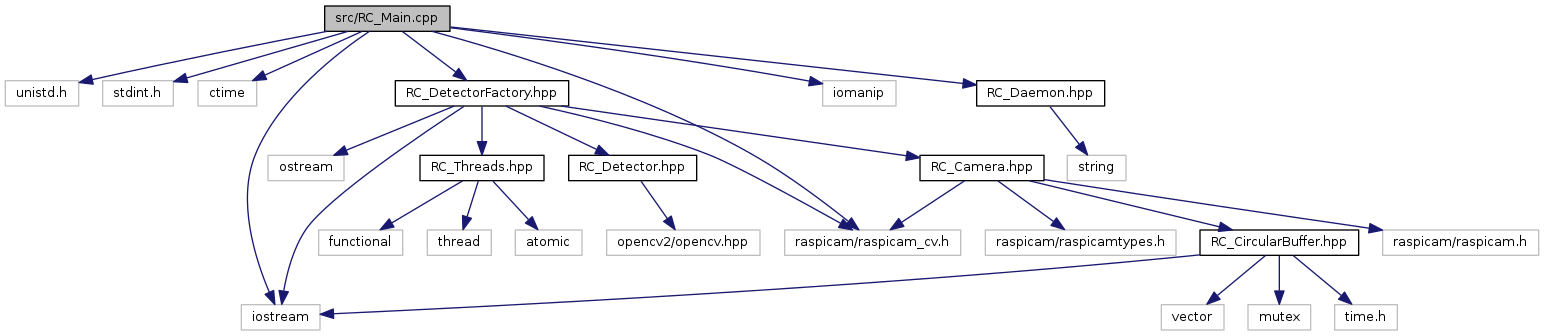 src/RC_Main.cpp
unistd.h
stdint.h
ctime
RC_DetectorFactory.hpp
iomanip
RC_Daemon.hpp
ostream
RC_Threads.hpp
RC_Detector.hpp
RC_Camera.hpp
string
functional
thread
atomic
opencv2/opencv.hpp
raspicam/raspicam_cv.h
raspicam/raspicamtypes.h
RC_CircularBuffer.hpp
raspicam/raspicam.h
iostream
vector
mutex
time.h